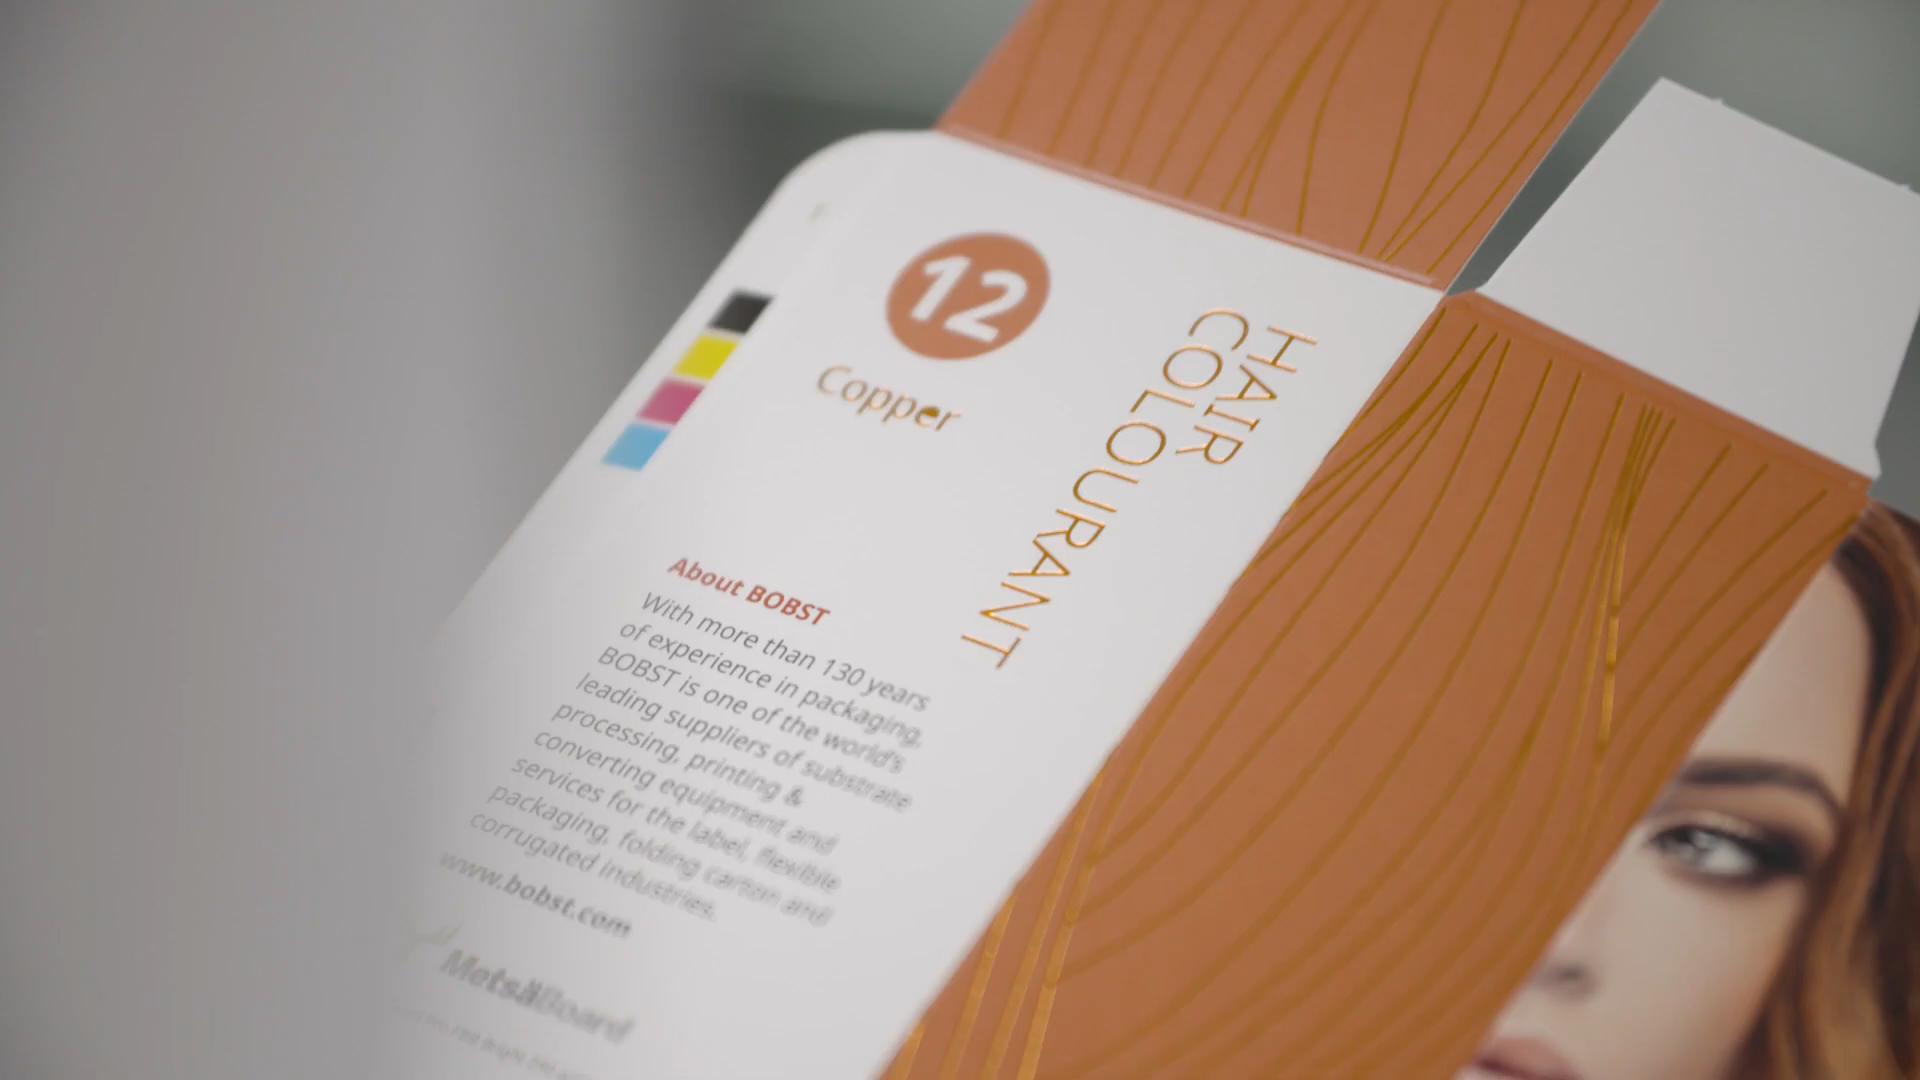 12
Copper
HAIR
COLOURANT
About BOBST
With more than 130 years
of experience in packaging,
BOBST is one of the world's
leading suppliers of substrate
processing, printing &
converting equipment and
services for the label, flexible
packaging, folding carton and
corrugated industries.
www.bobst.com
MetsäBoard